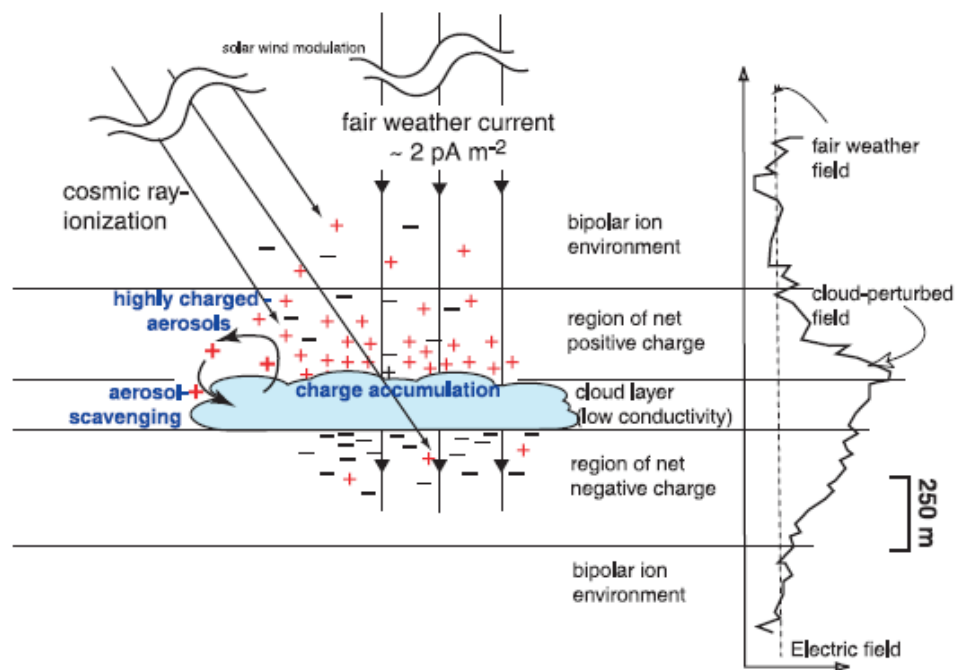 solar wind modulation
fair weather current
~ 2 pA m-2
cosmic ray-
ionization
fair weather
field
bipolar ion
environment
highly charged
aerosols
cloud-perturbed
field
region of net
positive charge
aerosol
scavenging
charge accumulation
cloud layer
(low conductivity)
region of net
negative charge
250 m
bipolar ion
environment
Electric field